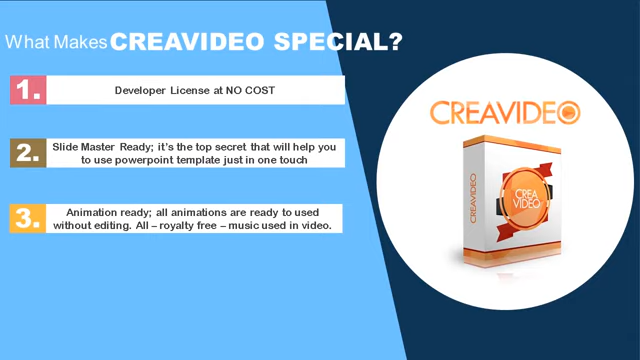 What Makes CREAVIDEO SPECIAL?
1. Developer License at NO COST
2. Slide Master Ready; it's the top secret that will help you
to use powerpoint template just in one touch
3. Animation ready; all animations are ready to used
without editing. All – royalty free – music used in video.
CREAVIDEO
CREAVIDEO
CREA
VIDEO